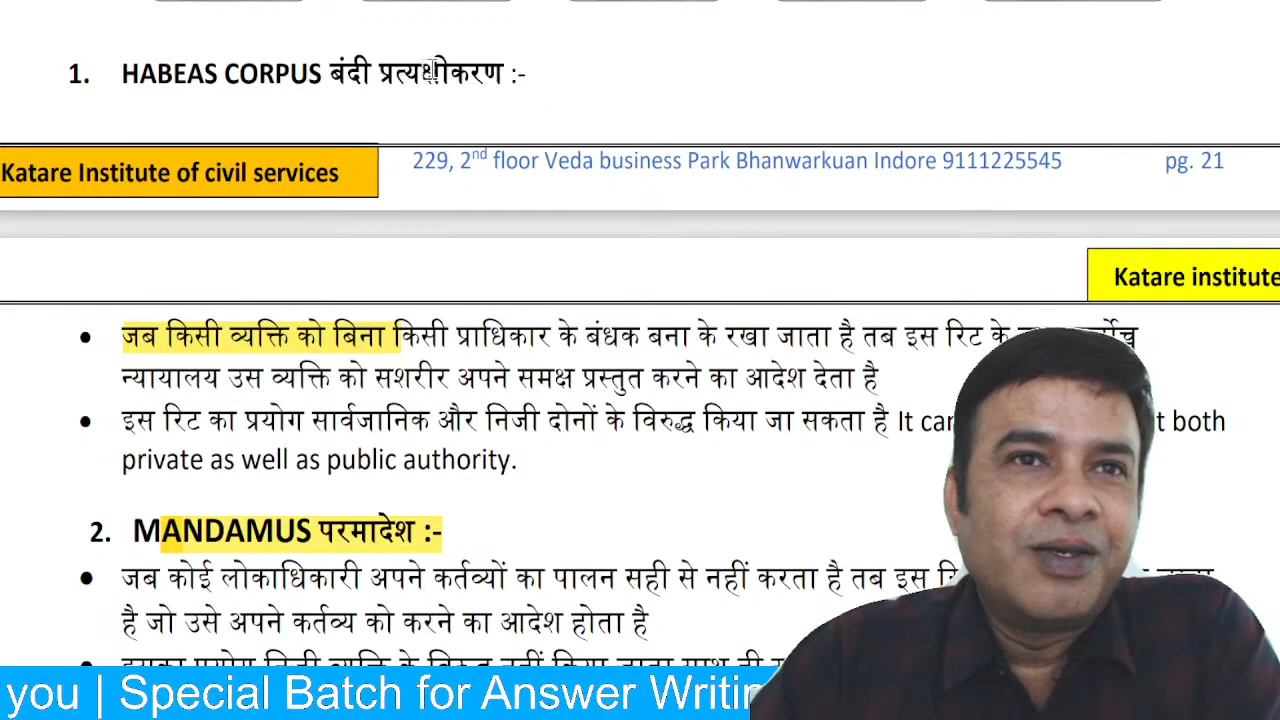 1. HABEAS CORPUS बंदी प्रत्यक्षीकरण :-
Katare Institute of civil services
229, 2nd floor Veda business Park Bhanwarkuan Indore 9111225545 pg. 21
Katare institute
• जब किसी व्यक्ति को बिना किसी प्राधिकार के बंधक बना के रखा जाता है तब इस रिट के
न्यायालय उस व्यक्ति को सशरीर अपने समक्ष प्रस्तुत करने का आदेश देता है
• इस रिट का प्रयोग सार्वजानिक और निजी दोनों के विरुद्ध किया जा सकता है It both
private as well as public authority.
2. MANDAMUS परमादेश :-
• जब कोई लोकाधिकारी अपने कर्तव्यों का पालन सही से नहीं करता है तब इस
है जो उसे अपने कर्तव्य को करने का आदेश होता है
you | Special Batch for Answer